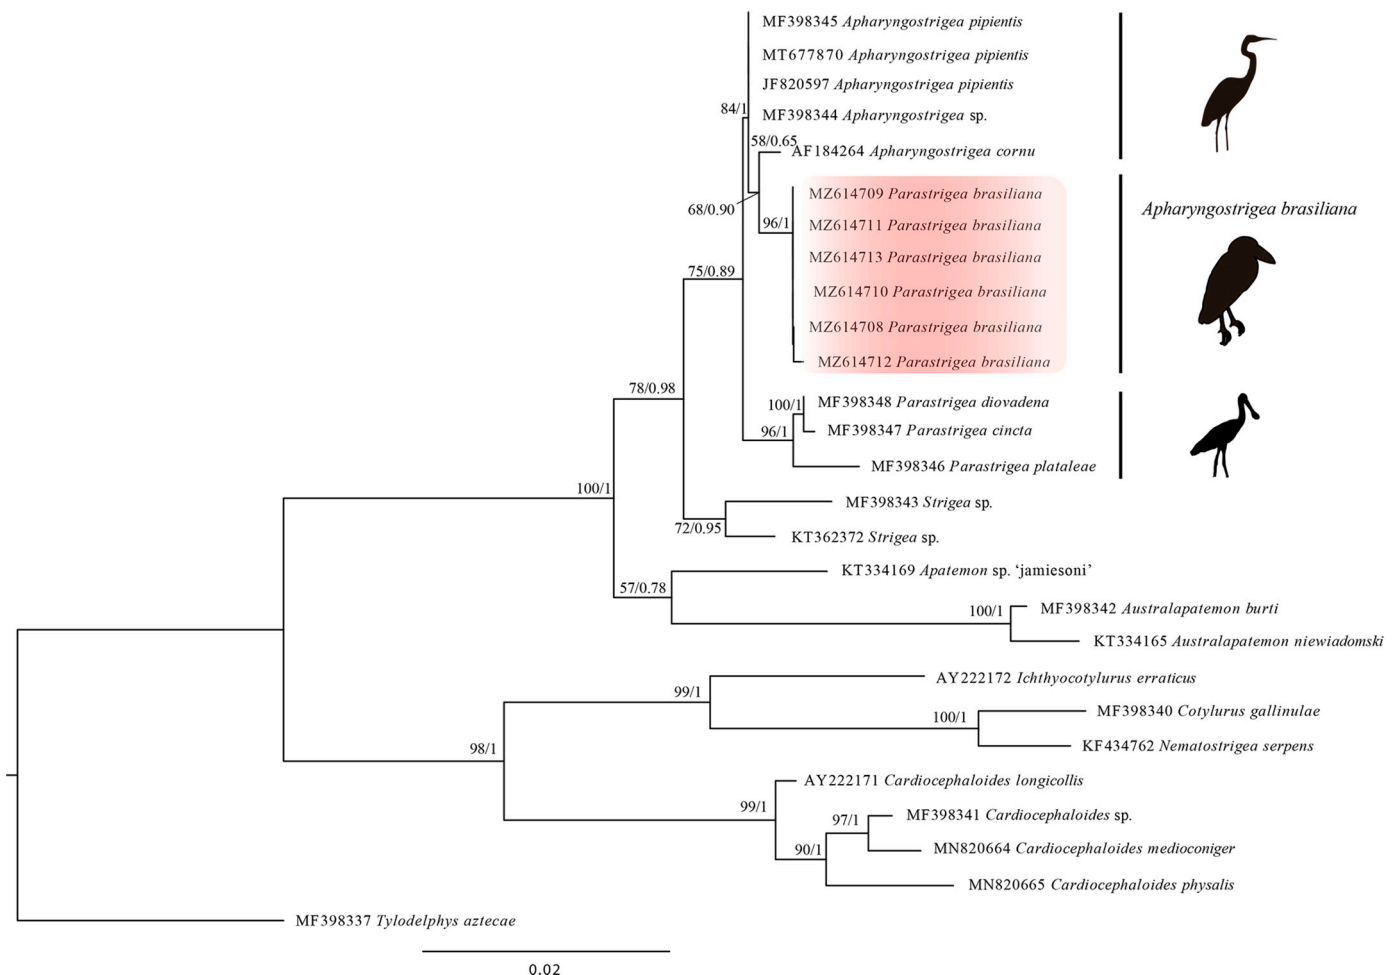 MF398345 Apharyngostrigea pipientis
MT677870 Apharyngostrigea pipientis
JF820597 Apharyngostrigea pipientis
84/1
MF398344 Apharyngostrigea sp.
58/0.65
AF184264 Apharyngostrigea cornu
MZ614709 Parastrigea brasiliana
68/0.90
Apharyngostrigea brasiliana
96/1
MZ614711 Parastrigea brasiliana
MZ614713 Parastrigea brasiliana
75/0.89
MZ614710 Parastrigea brasiliana
MZ614708 Parastrigea brasiliana
MZ614712 Parastrigea brasiliana
78/0.98
100/1
MF398348 Parastrigea diovadena
96/1
MF398347 Parastrigea cincta
MF398346 Parastrigea plataleae
100/1
MF398343 Strigea sp.
72/0.95
KT362372 Strigea sp.
KT334169 Apatemon sp. ‘jamiesoni’
57/0.78
100/1
MF398342 Australapatemon burti
KT334165 Australapatemon niewiadomski
AY222172 Ichthyocotylurus erraticus
99/1
100/1
MF398340 Cotylurus gallinulae
98/1
KF434762 Nematostrigea serpens
AY222171 Cardiocephaloides longicollis
99/1
97/1
MF398341 Cardiocephaloides sp.
90/1
MN820664 Cardiocephaloides medioconiger
MN820665 Cardiocephaloides physalis
MF398337 Tylodelphys aztecae
0.02